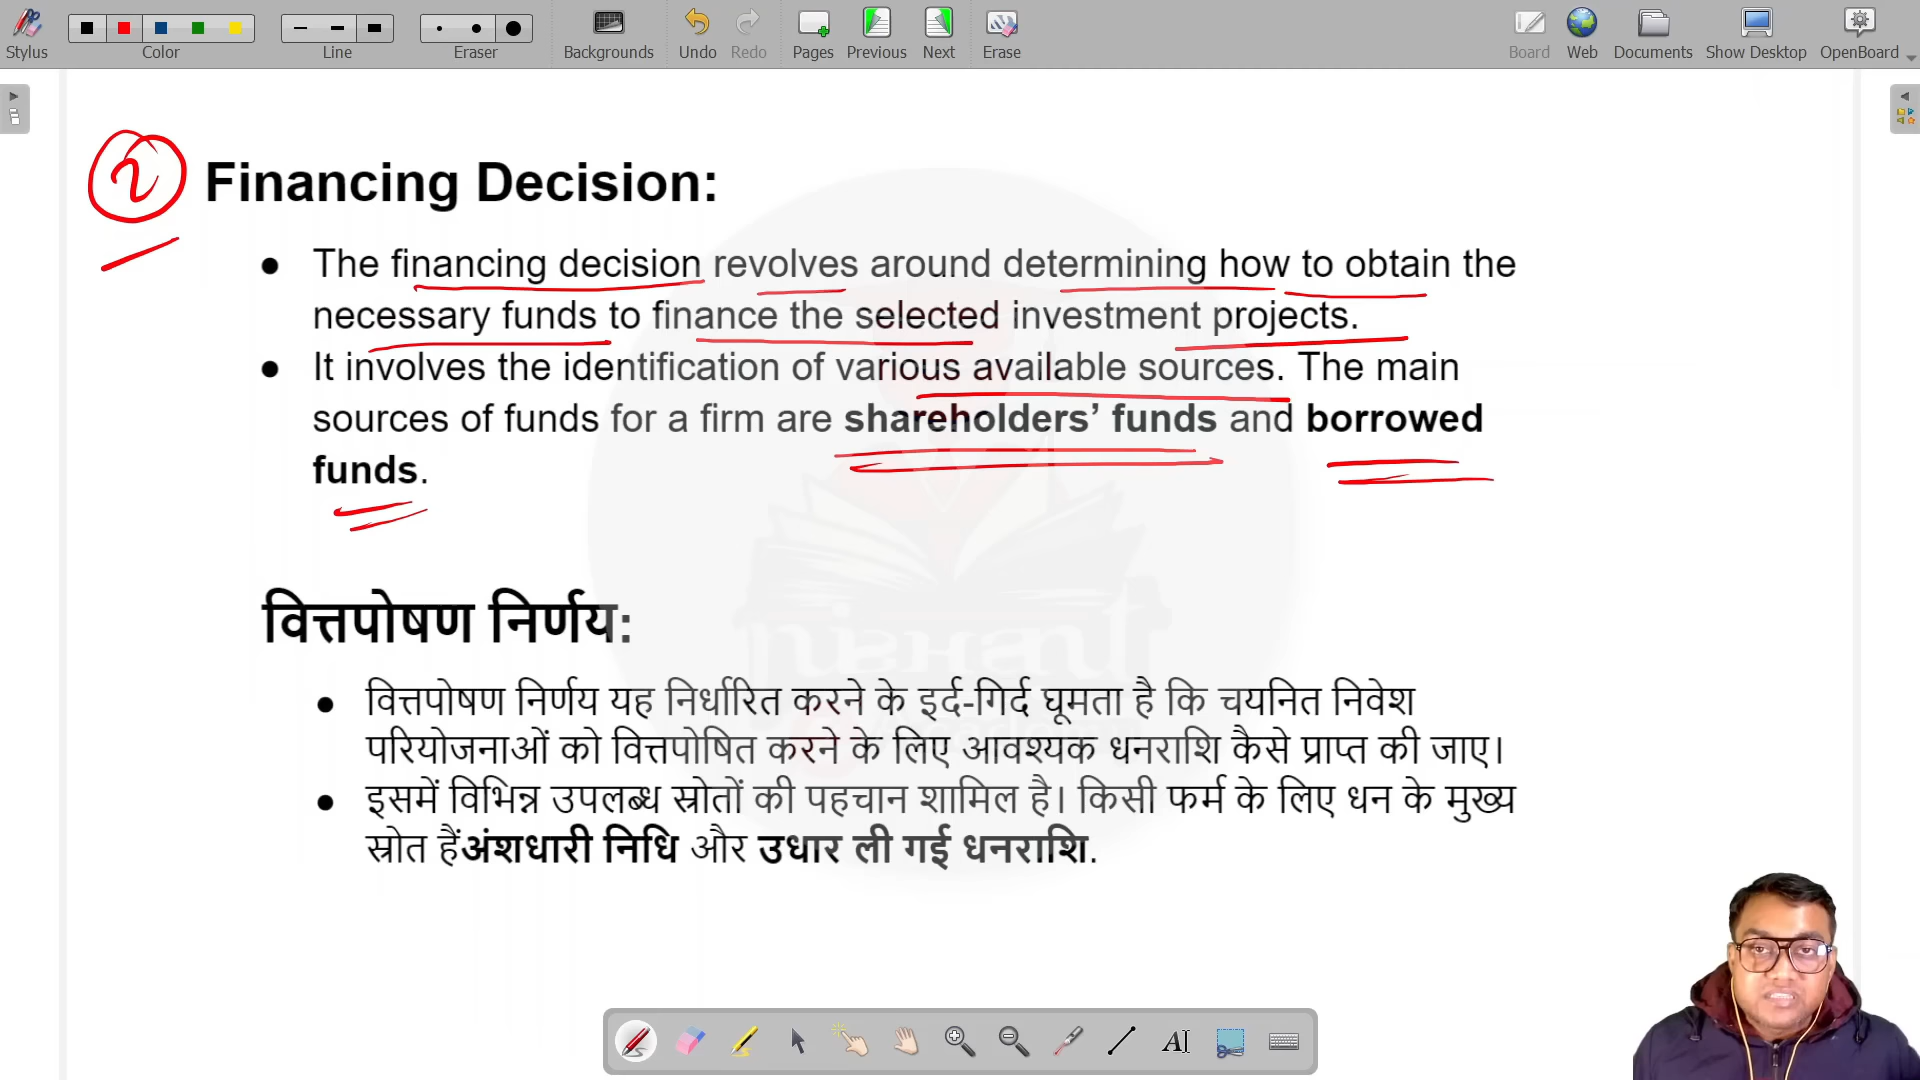 Stylus Color Line Eraser Backgrounds Undo Redo Pages Previous Next Erase Board Web Documents Show Desktop OpenBoard
2 Financing Decision:
● The financing decision revolves around determining how to obtain the
necessary funds to finance the selected investment projects.
● It involves the identification of various available sources. The main
sources of funds for a firm are shareholders’ funds and borrowed
funds.
वित्तपोषण निर्णय:
● वित्तपोषण निर्णय यह निर्धारित करने के इर्द-गिर्द घूमता है कि चयनित निवेश
परियोजनाओं को वित्तपोषित करने के लिए आवश्यक धनराशि कैसे प्राप्त की जाए।
● इसमें विभिन्न उपलब्ध स्रोतों की पहचान शामिल है। किसी फर्म के लिए धन के मुख्य
स्रोत हैंअंशधारी निधि और उधार ली गई धनराशि.
AI